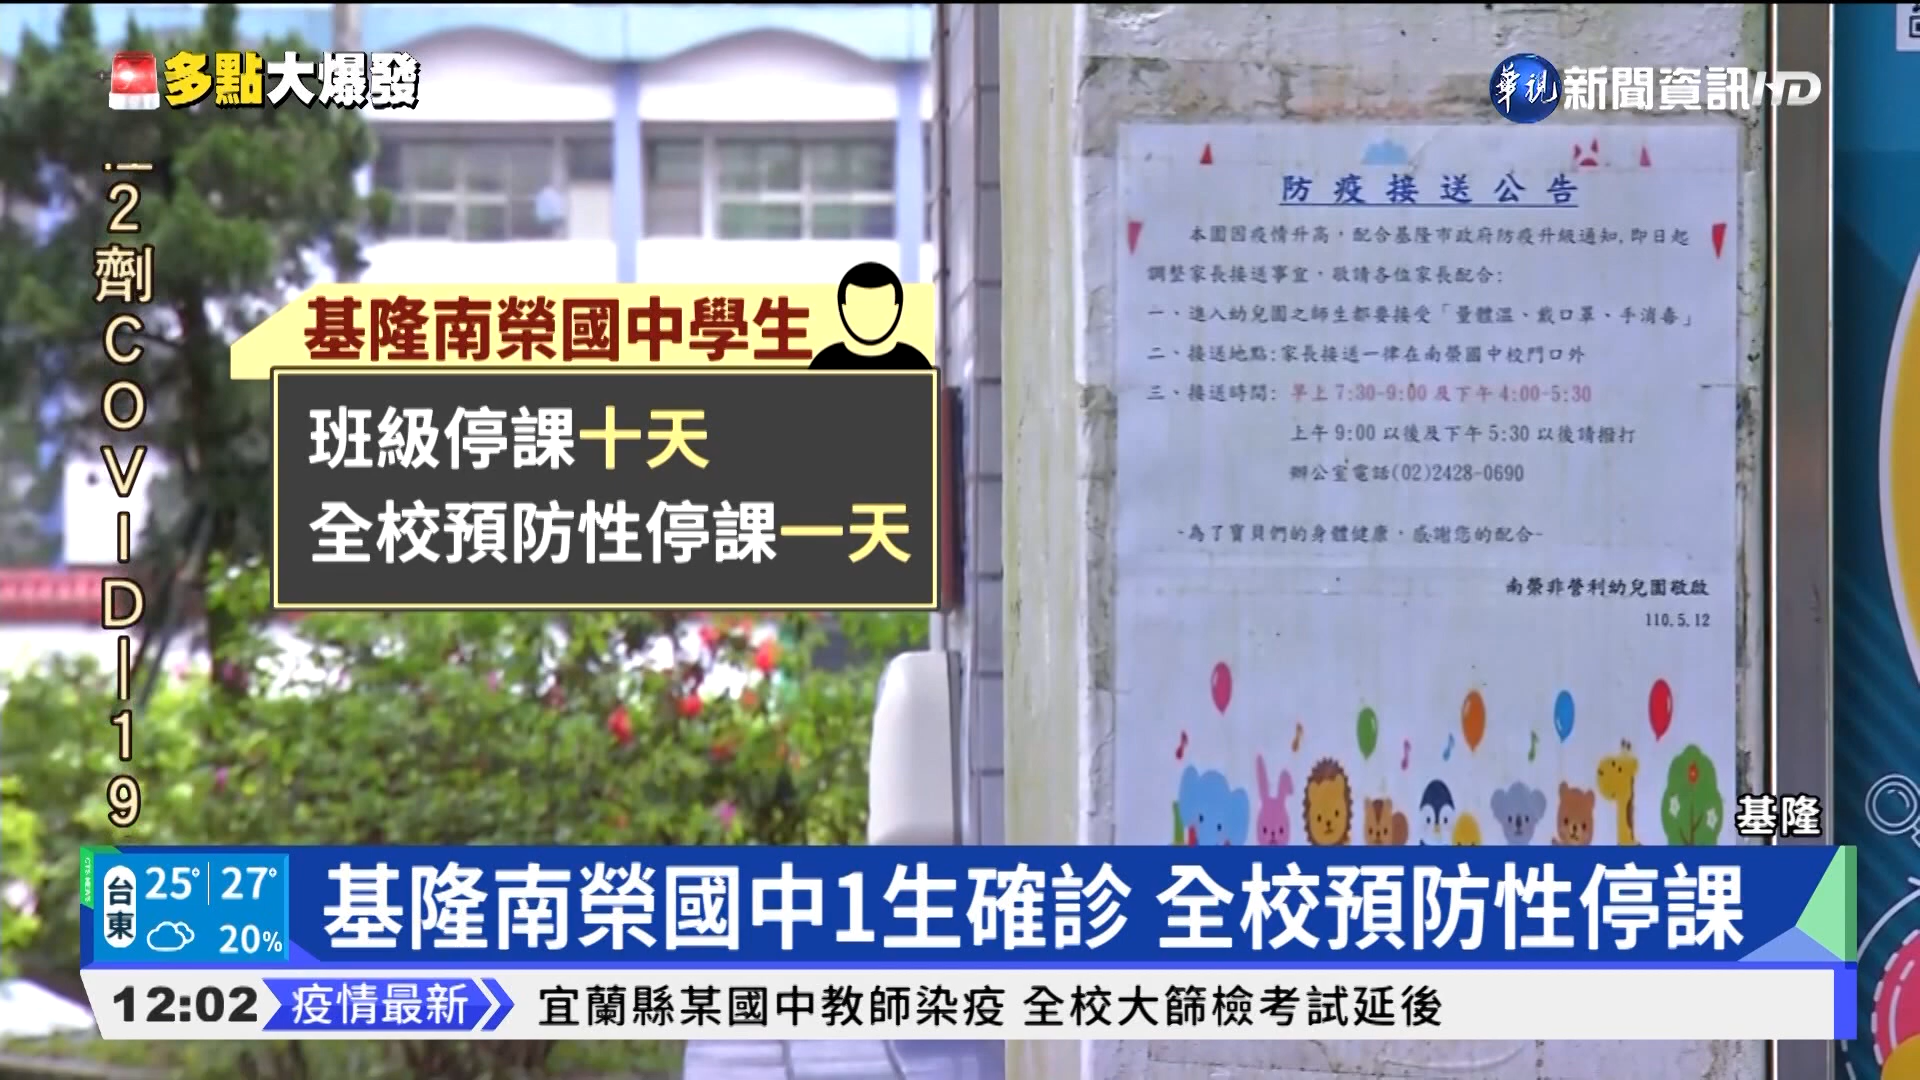 多點大爆發
華視 新聞資訊HD
2劑COVID-19
防疫接送公告
本園因疫情升高，配合基隆市政府防疫升級通知,即日起
調整家長接送事宜，敬請各位家長配合:
一、進入幼兒園之師生都要接受「量體溫、戴口罩、手消毒」
二、接送地點:家長接送一律在南榮國中校門口外
三、接送時間: 早上7:30-9:00及下午4:00-5:30
上午9:00以後及下午5:30以後請撥打
辦公室電話(02)2428-0690
-為了寶貝們的身體健康，感謝您的配合-
南榮非營利幼兒園敬啟
110.5.12
基隆南榮國中學生
班級停課十天
全校預防性停課一天
基隆
台東 25° 27°
20%
基隆南榮國中1生確診 全校預防性停課
12:02 疫情最新 宜蘭縣某國中教師染疫 全校大篩檢考試延後